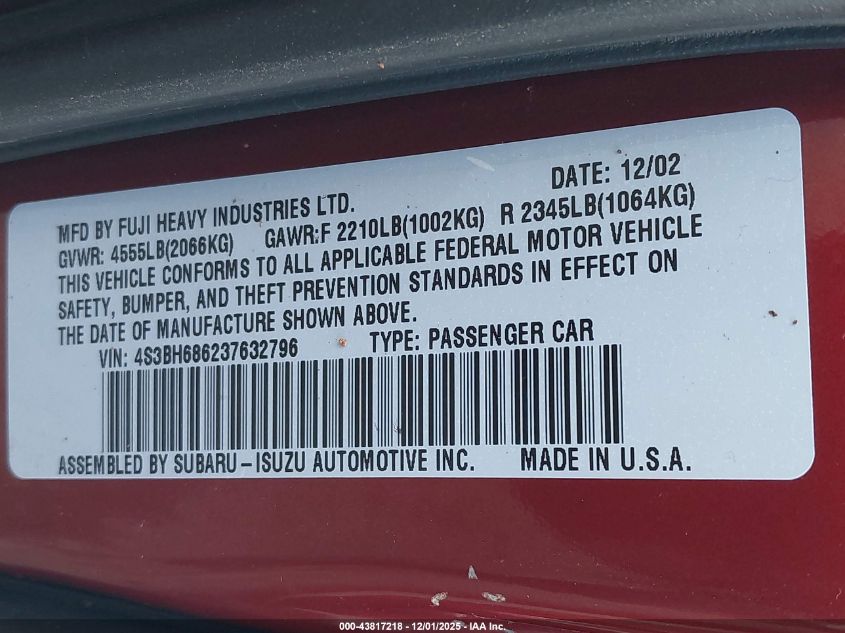 DATE: 12/02
MFD BY FUJI HEAVY INDUSTRIES LTD.
GVWR: 4555LB(2066KG) GAWR:F 2210LB(1002KG) R 2345LB(1064KG)
THIS VEHICLE CONFORMS TO ALL APPLICABLE FEDERAL MOTOR VEHICLE
SAFETY, BUMPER, AND THEFT PREVENTION STANDARDS IN EFFECT ON
THE DATE OF MANUFACTURE SHOWN ABOVE.
VIN: 4S3BH686237632796 TYPE: PASSENGER CAR
ASSEMBLED BY SUBARU-ISUZU AUTOMOTIVE INC. MADE IN U.S.A.
000-43817218 - 12/01/2025 - IAA Inc.